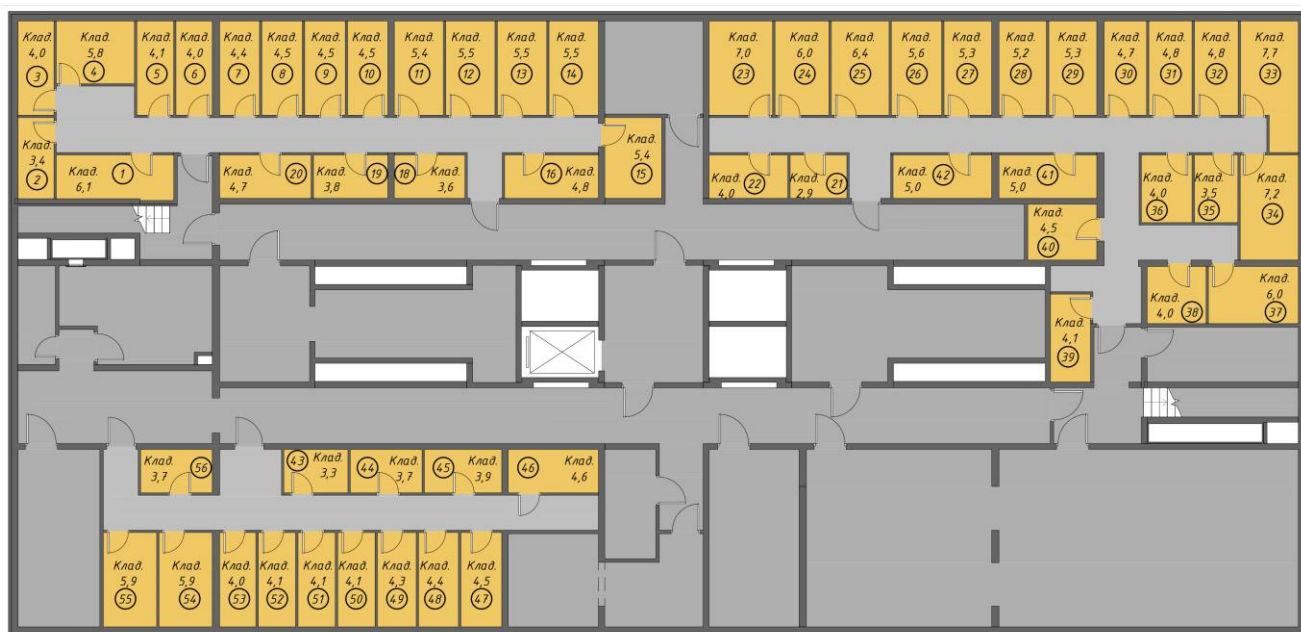 Клад.
4,0
3
Клад.
5,8
4
Клад.
4,1
5
Клад.
4,0
6
Клад.
4,4
7
Клад.
4,5
8
Клад.
4,5
9
Клад.
4,5
10
Клад.
5,4
11
Клад.
5,5
12
Клад.
5,5
13
Клад.
5,5
14
Клад.
7,0
23
Клад.
6,0
24
Клад.
6,4
25
Клад.
5,6
26
Клад.
5,3
27
Клад.
5,2
28
Клад.
5,3
29
Клад.
4,7
30
Клад.
4,8
31
Клад.
4,8
32
Клад.
7,7
33
Клад.
3,4
2
Клад.
6,1
1
Клад.
4,7
20
Клад.
3,8
19
18
Клад.
3,6
16
Клад.
4,8
Клад.
5,4
15
Клад.
4,0
22
Клад.
2,9
21
Клад.
5,0
42
Клад.
5,0
41
Клад.
4,0
36
Клад.
3,5
35
Клад.
7,2
34
Клад.
4,5
40
Клад.
4,0
38
Клад.
6,0
37
Клад.
4,1
39
Клад.
3,7
56
43
Клад.
3,3
44
Клад.
3,7
45
Клад.
3,9
46
Клад.
4,6
Клад.
5,9
55
Клад.
5,9
54
Клад.
4,0
53
Клад.
4,1
52
Клад.
4,1
51
Клад.
4,1
50
Клад.
4,3
49
Клад.
4,4
48
Клад.
4,5
47